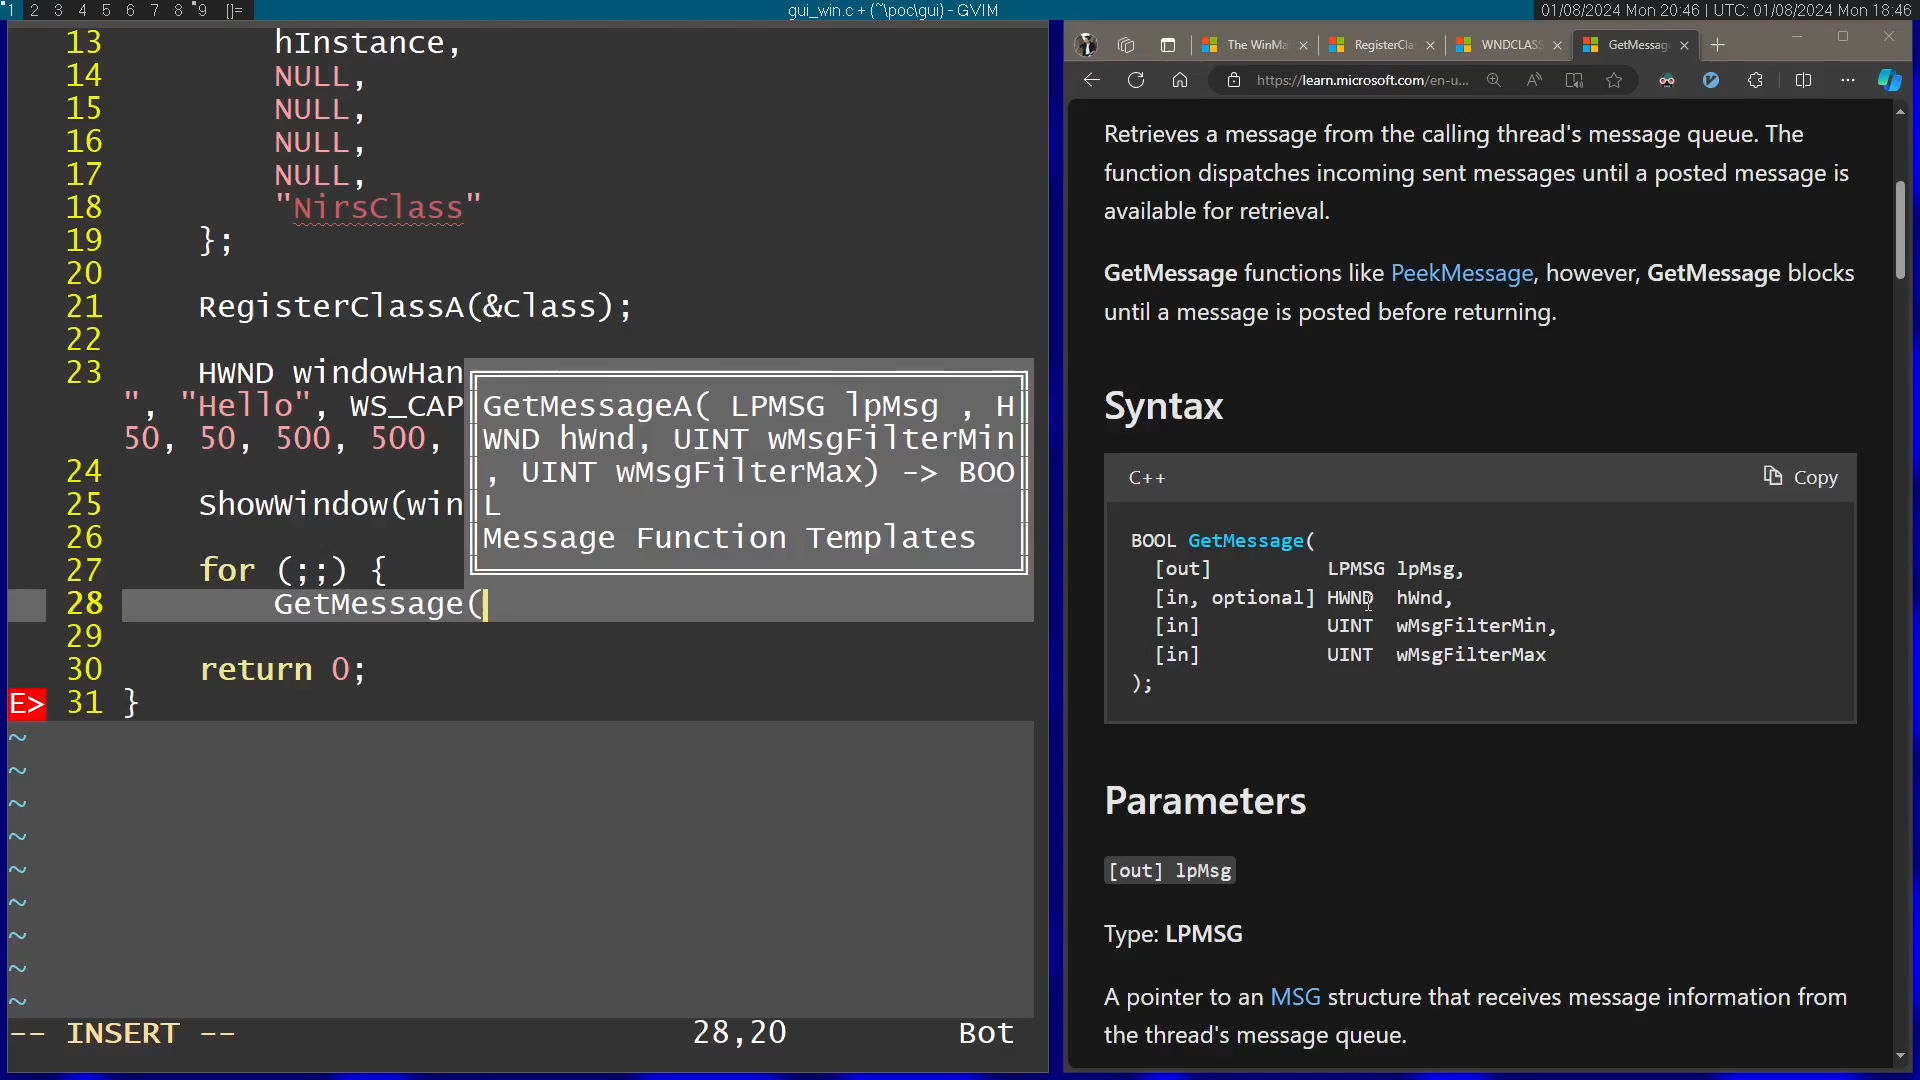 1 2 3 4 5 6 7 8 9 []=
gui_win.c + (~\poc\gui) - GVIM
01/08/2024 Mon 20:46 | UTC: 01/08/2024 Mon 18:46
13 hInstance,
14 NULL,
15 NULL,
16 NULL,
17 NULL,
18 "NirsClass"
19 };
20
21 RegisterClassA(&class);
22
23 HWND windowHan
", "Hello", WS_CAP
50, 50, 500, 500,
24
25 ShowWindow(win
26
27 for (;;) {
28 GetMessage(
29
30 return 0;
E> 31 }
GetMessageA( LPMSG lpMsg , H
WND hWnd, UINT wMsgFilterMin
, UINT wMsgFilterMax) -> BOO
L
Message Function Templates
~
~
~
~
~
~
~
~
~
-- INSERT -- 28,20 Bot
The WinMa
RegisterCla
WNDCLASS
GetMessag
https://learn.microsoft.com/en-u...
Retrieves a message from the calling thread's message queue. The
function dispatches incoming sent messages until a posted message is
available for retrieval.
GetMessage functions like PeekMessage, however, GetMessage blocks
until a message is posted before returning.
Syntax
C++ Copy
BOOL GetMessage(
[out] LPMSG lpMsg,
[in, optional] HWND hWnd,
[in] UINT wMsgFilterMin,
[in] UINT wMsgFilterMax
);
Parameters
[out] lpMsg
Type: LPMSG
A pointer to an MSG structure that receives message information from
the thread's message queue.